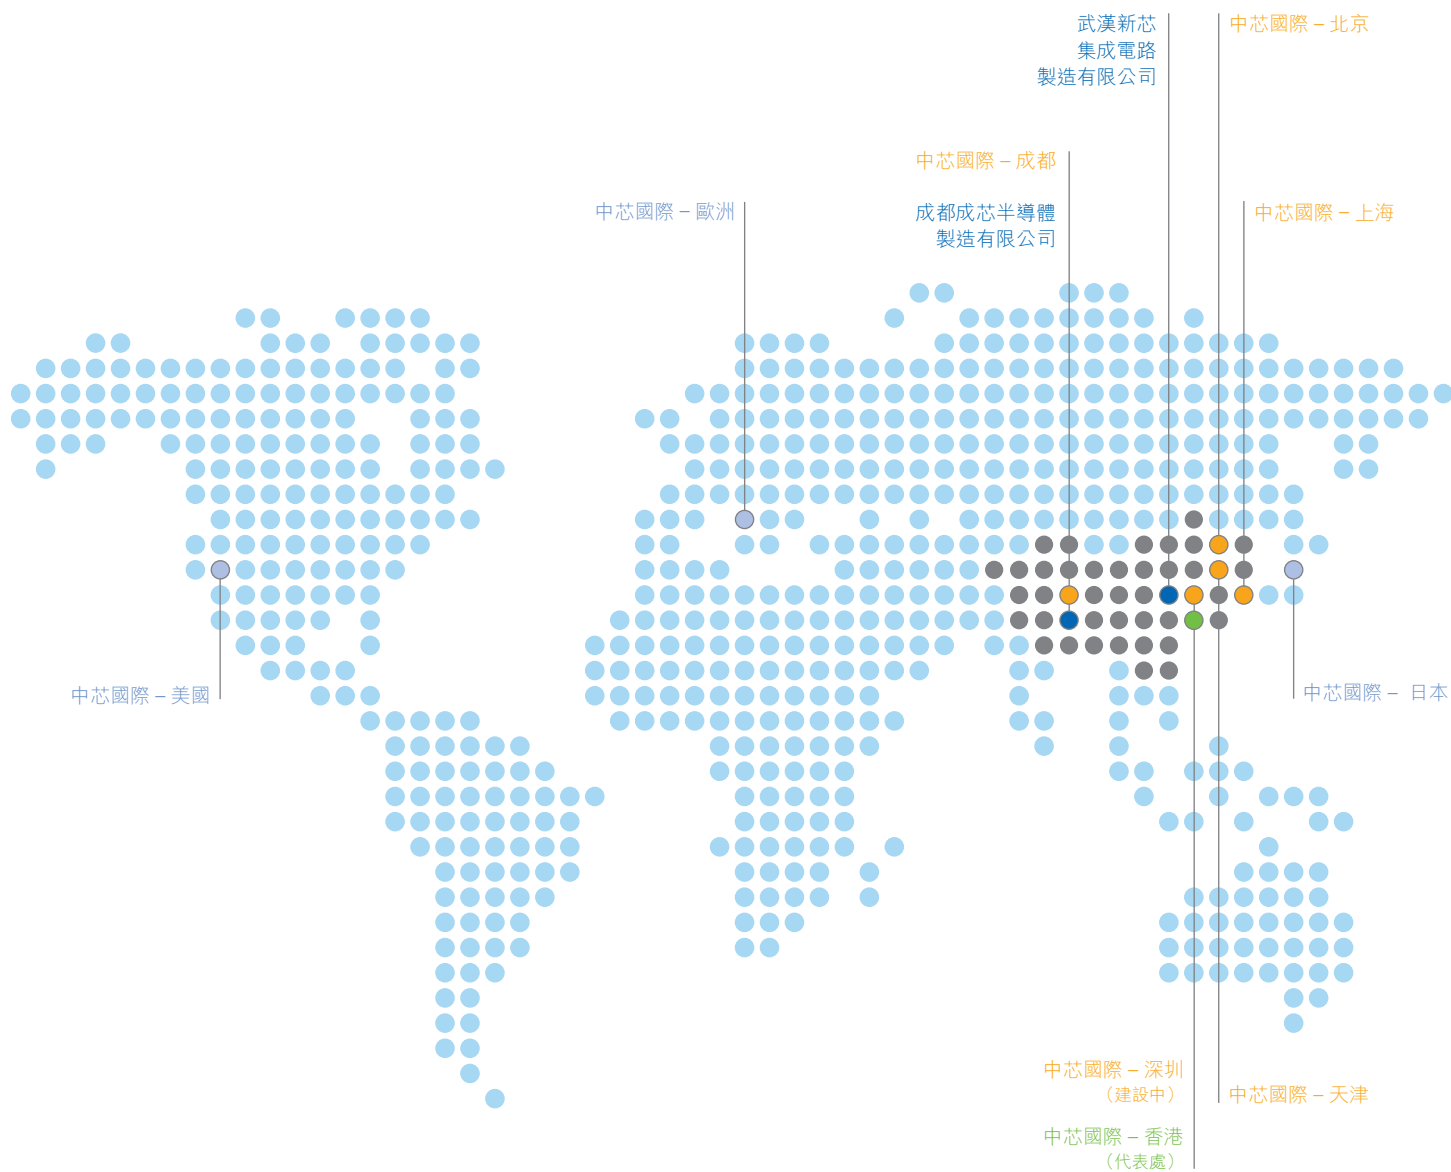 武漢新芯
集成電路
製造有限公司
中芯國際 – 北京
中芯國際 – 成都
成都成芯半導體
製造有限公司
中芯國際 – 歐洲
中芯國際 – 上海
中芯國際 – 美國
中芯國際 – 日本
中芯國際 – 深圳
（建設中）
中芯國際 – 天津
中芯國際 – 香港
（代表處）